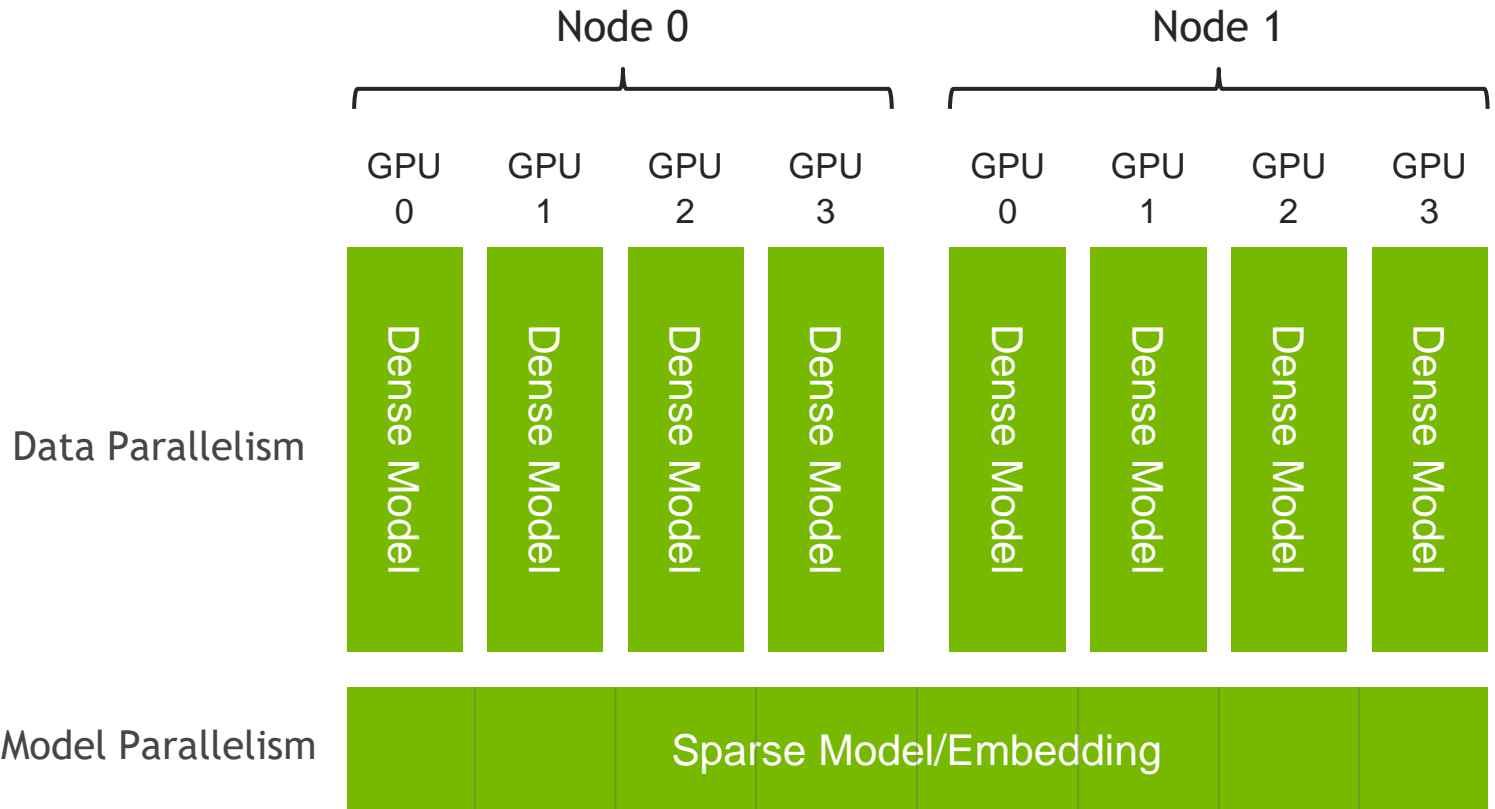 Node 0
Node 1
GPU 0
GPU 1
GPU 2
GPU 3
GPU 0
GPU 1
GPU 2
GPU 3
Data Parallelism
Dense Model
Dense Model
Dense Model
Dense Model
Dense Model
Dense Model
Dense Model
Dense Model
Model Parallelism
Sparse Model/Embedding